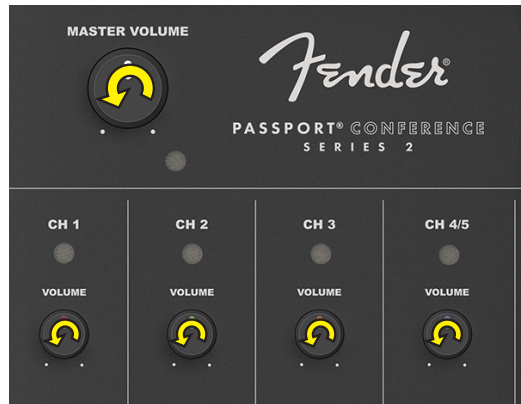 MASTER VOLUME
Fender®
PASSPORT® CONFERENCE
SERIES 2
CH 1
CH 2
CH 3
CH 4/5
VOLUME
VOLUME
VOLUME
VOLUME